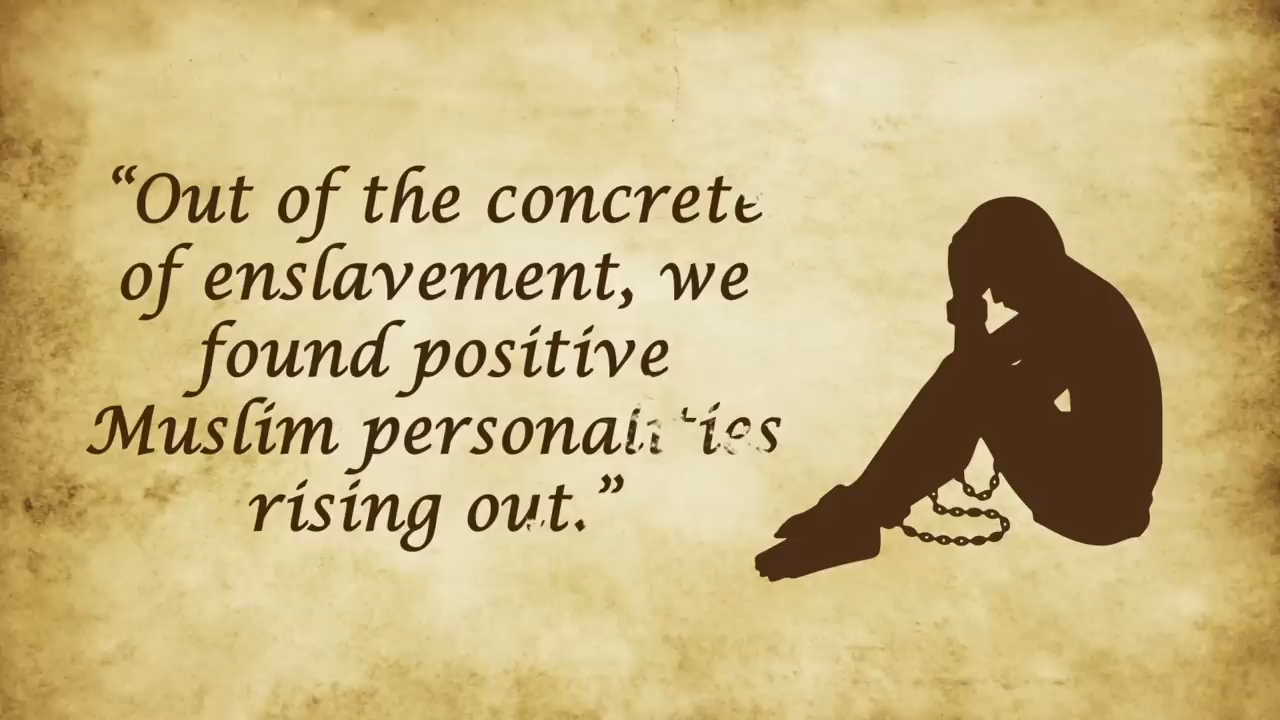 “Out of the concrete
of enslavement, we
found positive
Muslim personalities
rising out.”